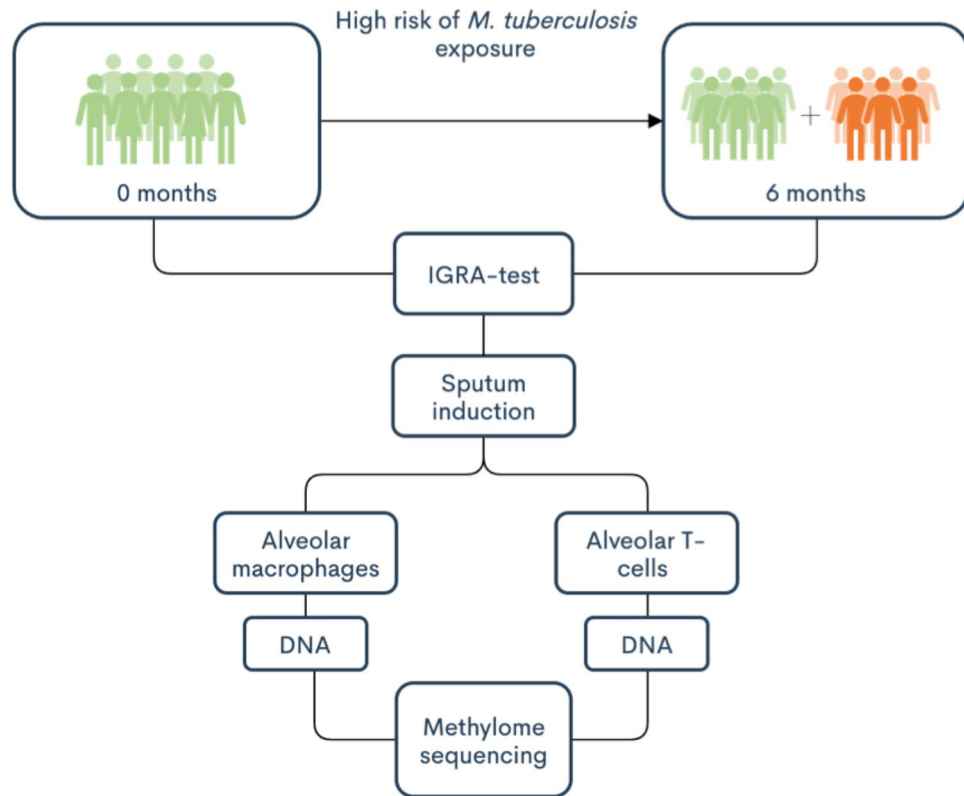 High risk of M. tuberculosis
exposure
0 months
+
6 months
IGRA-test
Sputum
induction
Alveolar
macrophages
Alveolar T-
cells
DNA
DNA
Methylome
sequencing